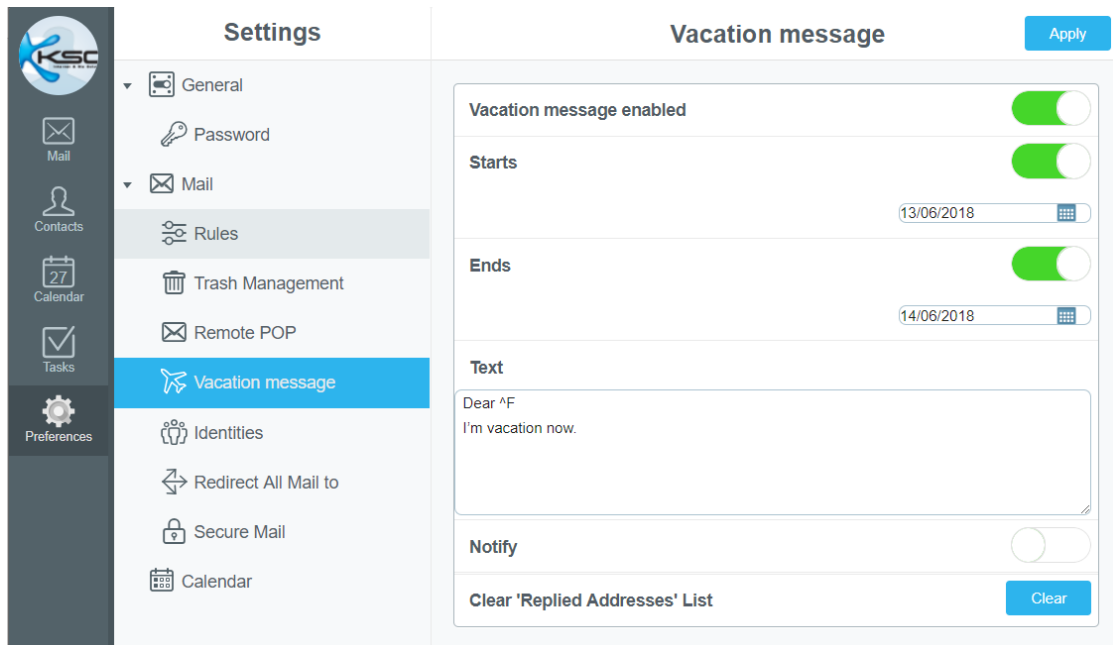 KSC
Mail
Contacts
27
Calendar
Tasks
Preferences
Settings
General
Password
Mail
Rules
Trash Management
Remote POP
Vacation message
Identities
Redirect All Mail to
Secure Mail
Calendar
Vacation message
Apply
Vacation message enabled
Starts
13/06/2018
Ends
14/06/2018
Text
Dear ^F
I'm vacation now.
Notify
Clear 'Replied Addresses' List
Clear